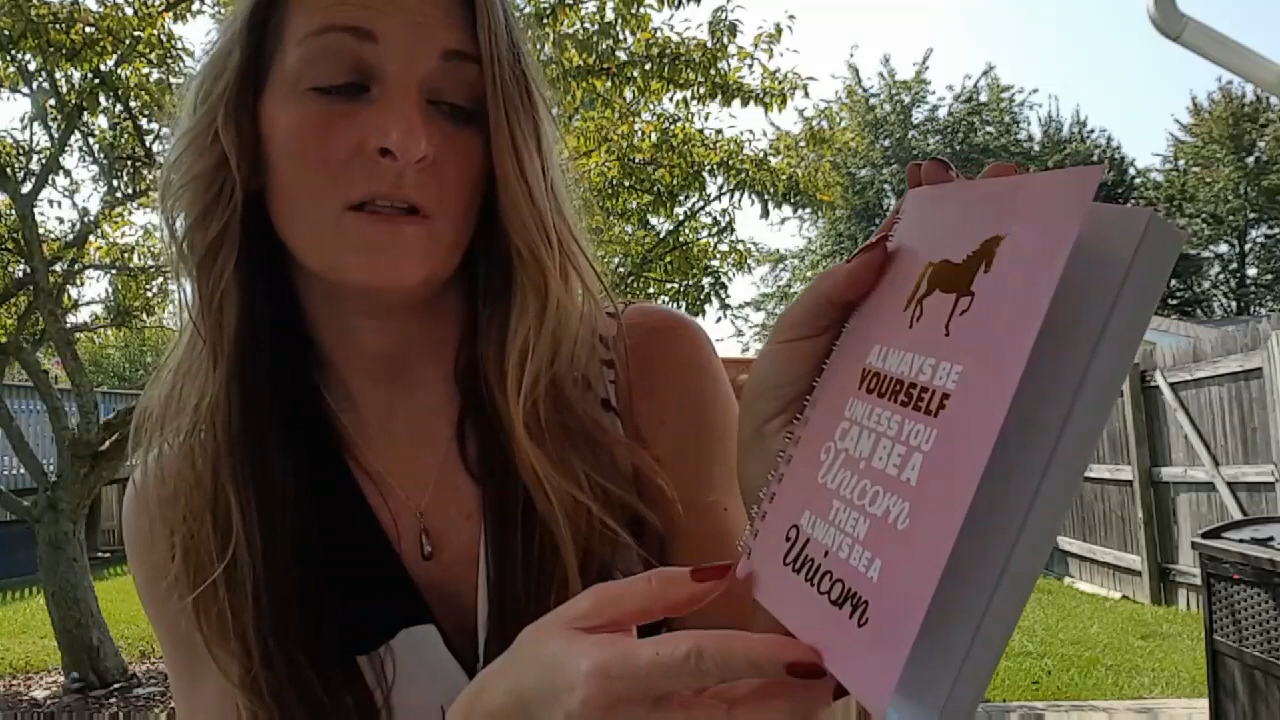 ALWAYS BE
YOURSELF
UNLESS YOU
CAN BE A
Unicorn
THEN
ALWAYS BE A
Unicorn